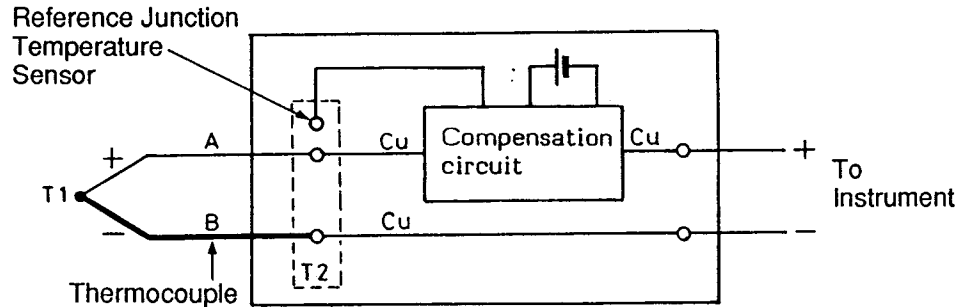 Reference Junction
Temperature
Sensor
+
A
Cu
Compensation
circuit
Cu
+
T1
To
Instrument
−
B
Cu
−
T2
Thermocouple